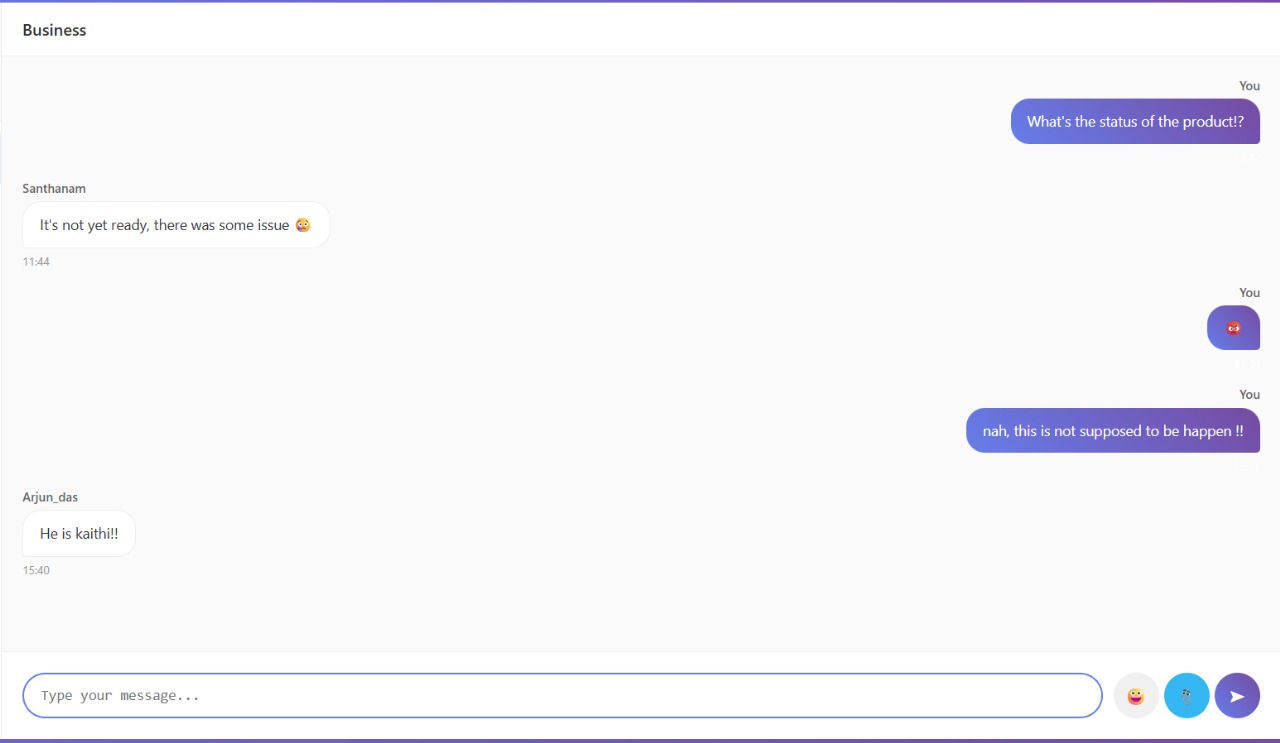 Business
You
What's the status of the product!?
Santhanam
It's not yet ready, there was some issue 😰
11:44
You
😡
You
nah, this is not supposed to be happen !!
Arjun_das
He is kaithi!!
15:40
Type your message...